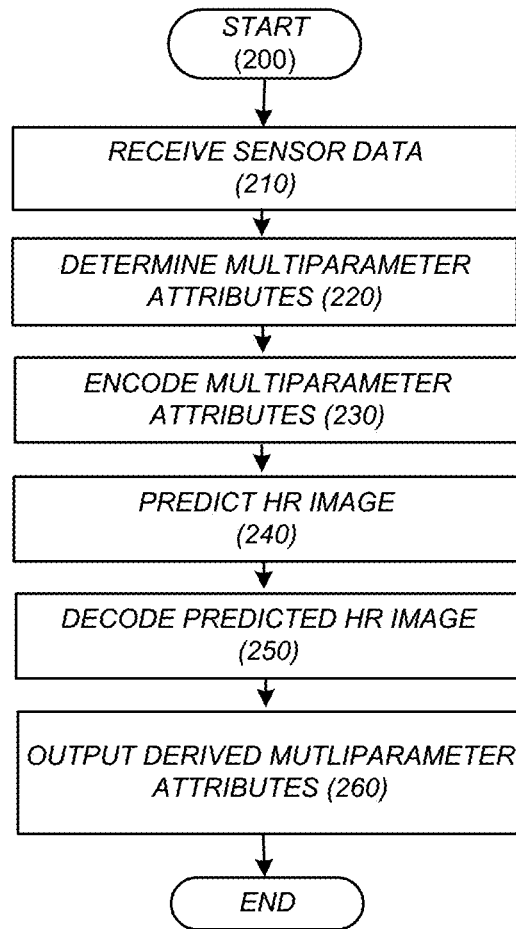 START
(200)
RECEIVE SENSOR DATA
(210)
DETERMINE MULTIPARAMETER
ATTRIBUTES (220)
ENCODE MULTIPARAMETER
ATTRIBUTES (230)
PREDICT HR IMAGE
(240)
DECODE PREDICTED HR IMAGE
(250)
OUTPUT DERIVED MUTLIPARAMETER
ATTRIBUTES (260)
END